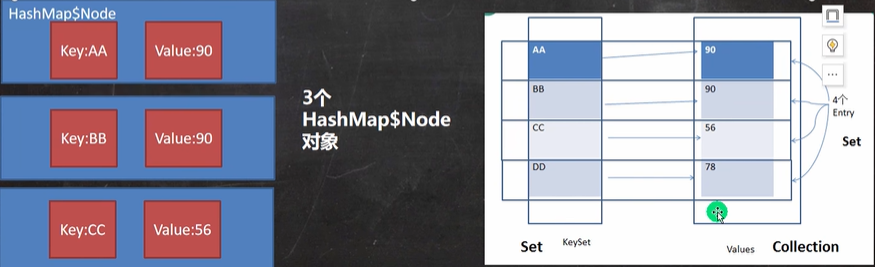 HashMap$Node
Key:AA
Value:90
Key:BB
Value:90
Key:CC
Value:56
3个
HashMap$Node
对象
AA
90
BB
90
CC
56
DD
78
4个
Entry
Set
Set
KeySet
Values
Collection